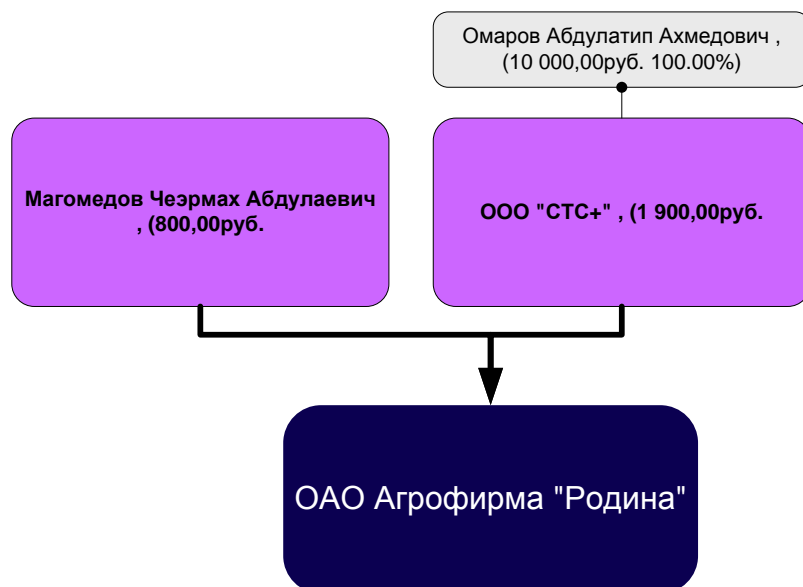 Омаров Абдулатип Ахмедович ,
(10 000,00руб. 100.00%)
Магомедов Чеэрмах Абдулаевич
, (800,00руб.
ООО "СТС+" , (1 900,00руб.
ОАО Агрофирма "Родина"